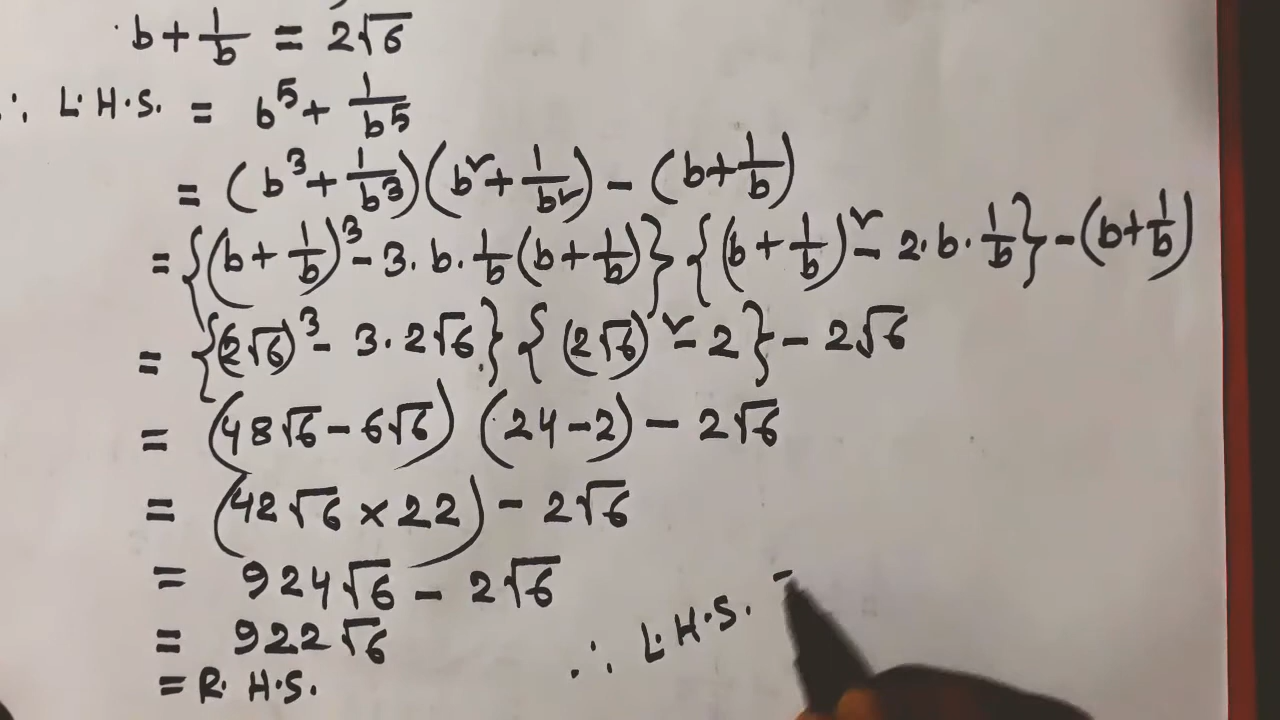 b + 1/b = 2√6
∴ L.H.S. = b⁵ + 1/b⁵
= (b³ + 1/b³)(b² + 1/b²) - (b + 1/b)
= {(b + 1/b)³ - 3.b.1/b(b + 1/b)} {(b + 1/b)² - 2.b.1/b} - (b + 1/b)
= {(2√6)³ - 3.2√6} {(2√6)² - 2} - 2√6
= (48√6 - 6√6) (24 - 2) - 2√6
= (42√6 × 22) - 2√6
= 924√6 - 2√6
= 922√6
= R.H.S.
∴ L.H.S. -